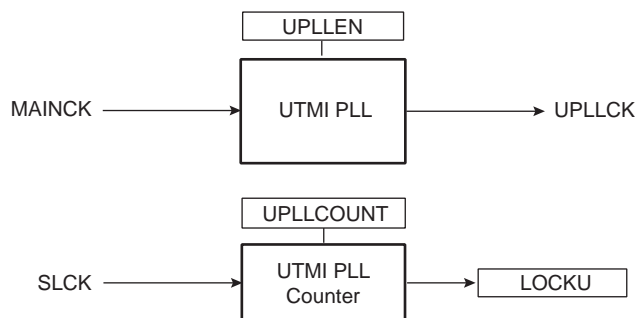 UPLLEN
MAINCK
UTMI PLL
UPLLCK
UPLLCOUNT
SLCK
UTMI PLL
Counter
LOCKU